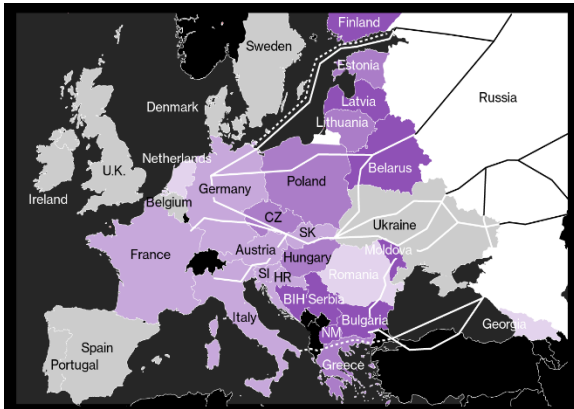 Finland
Sweden
Estonia
Russia
Denmark
Latvia
Lithuania
Netherlands
U.K.
Belarus
Ireland
Germany
Poland
Belgium
CZ
Ukraine
SK
France
Austria
Moldova
Hungary
SI
HR
Romania
BIH
Serbia
Italy
Bulgaria
Georgia
NM
Spain
Portugal
Greece